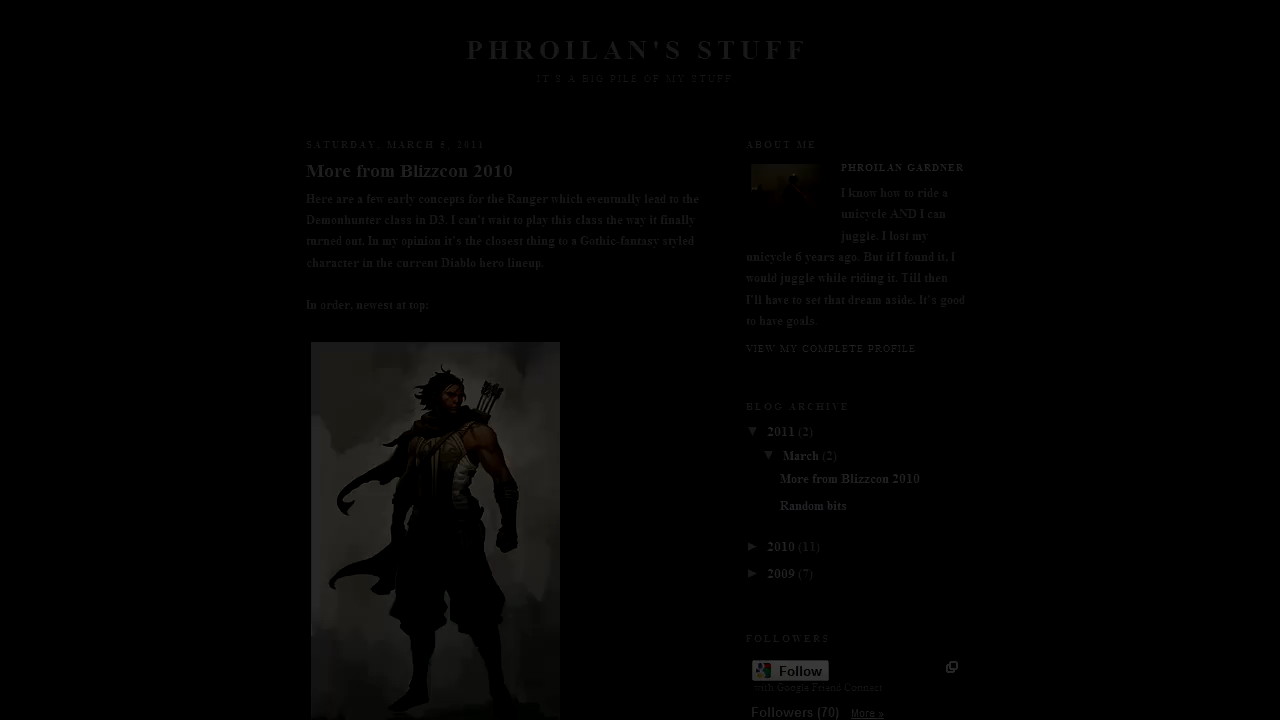 PHROILAN'S STUFF
IT'S A BIG PILE OF MY STUFF
SATURDAY, MARCH 5, 2011
More from Blizzcon 2010
Here are a few early concepts for the Ranger which eventually lead to the
Demonhunter class in D3. I can't wait to play this class the way it finally
turned out. In my opinion it's the closest thing to a Gothic-fantasy styled
character in the current Diablo hero lineup.
In order, newest at top:
ABOUT ME
PHROILAN GARDNER
I know how to ride a
unicycle AND I can
juggle. I lost my
unicycle 6 years ago. But if I found it, I
would juggle while riding it. Till then
I'll have to set that dream aside. It's good
to have goals.
VIEW MY COMPLETE PROFILE
BLOG ARCHIVE
▼ 2011 (2)
▼ March (2)
More from Blizzcon 2010
Random bits
► 2010 (11)
► 2009 (7)
FOLLOWERS
Follow
with Google Friend Connect
Followers (70) More »